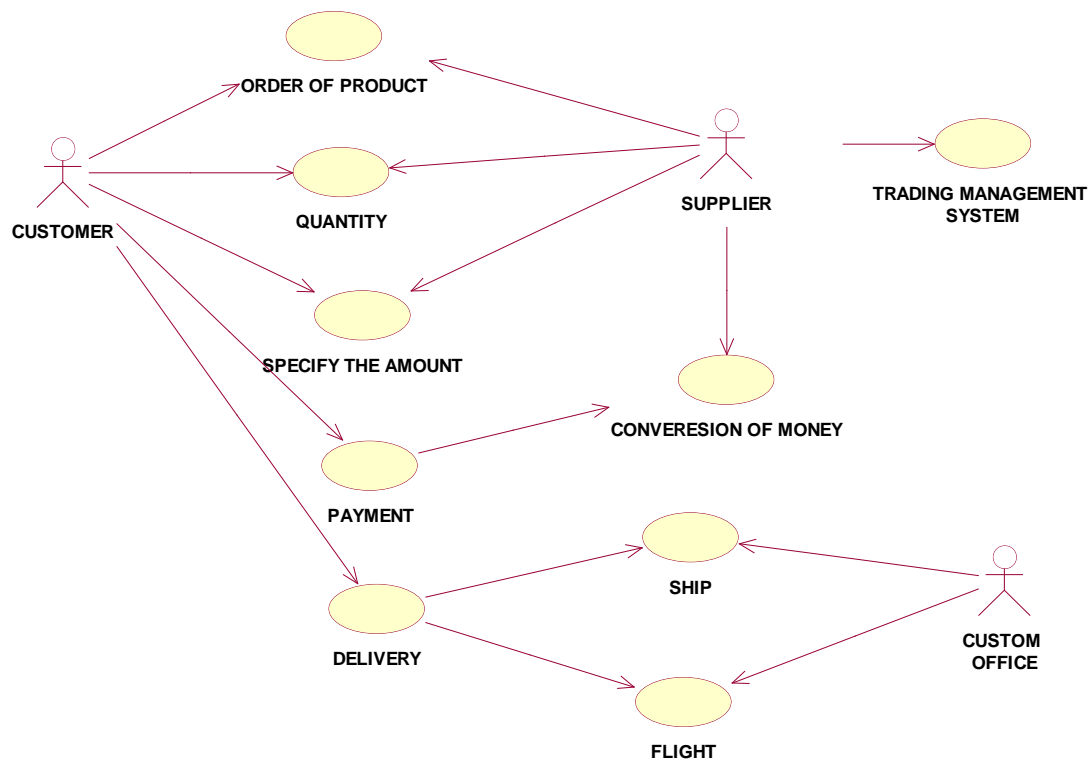 ORDER OF PRODUCT
CUSTOMER
QUANTITY
SUPPLIER
TRADING MANAGEMENT
SYSTEM
SPECIFY THE AMOUNT
CONVERESION OF MONEY
PAYMENT
SHIP
DELIVERY
CUSTOM
OFFICE
FLIGHT